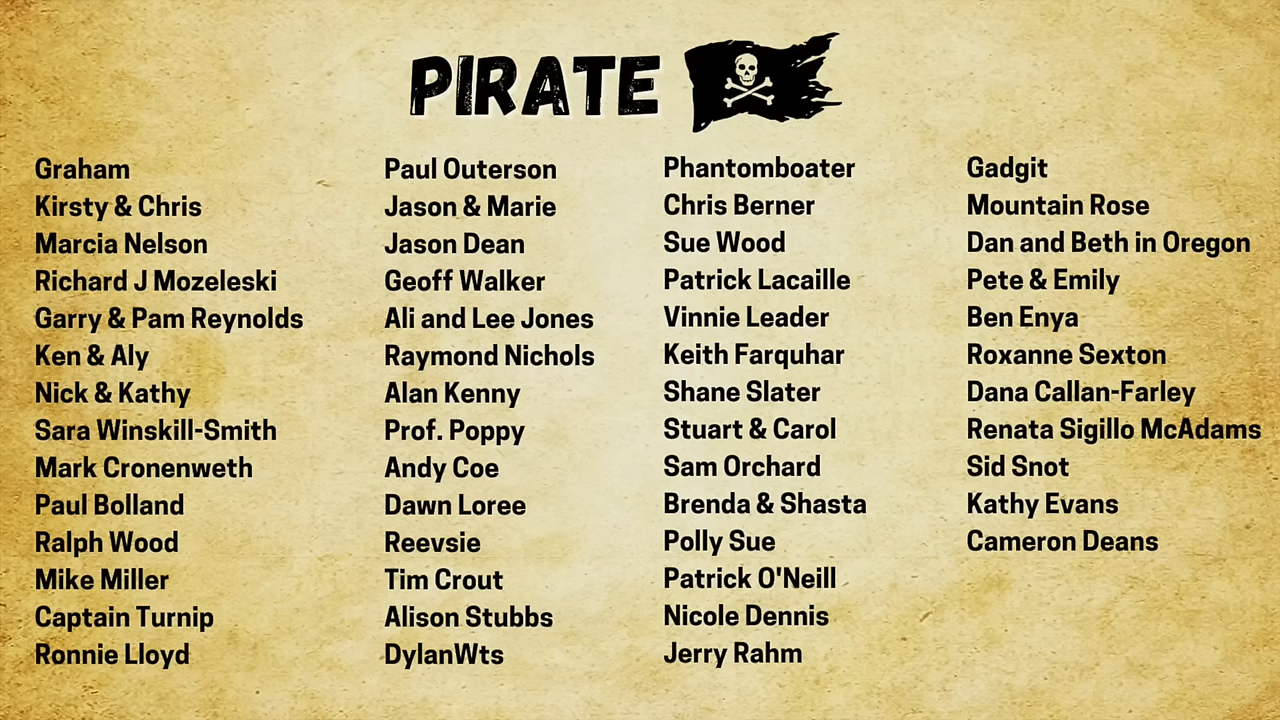 PIRATE
Graham
Kirsty & Chris
Marcia Nelson
Richard J Mozeleski
Garry & Pam Reynolds
Ken & Aly
Nick & Kathy
Sara Winskill-Smith
Mark Cronenweth
Paul Bolland
Ralph Wood
Mike Miller
Captain Turnip
Ronnie Lloyd
Paul Outerson
Jason & Marie
Jason Dean
Geoff Walker
Ali and Lee Jones
Raymond Nichols
Alan Kenny
Prof. Poppy
Andy Coe
Dawn Loree
Reevsie
Tim Crout
Alison Stubbs
DylanWts
Phantomboater
Chris Berner
Sue Wood
Patrick Lacaille
Vinnie Leader
Keith Farquhar
Shane Slater
Stuart & Carol
Sam Orchard
Brenda & Shasta
Polly Sue
Patrick O'Neill
Nicole Dennis
Jerry Rahm
Gadgit
Mountain Rose
Dan and Beth in Oregon
Pete & Emily
Ben Enya
Roxanne Sexton
Dana Callan-Farley
Renata Sigillo McAdams
Sid Snot
Kathy Evans
Cameron Deans